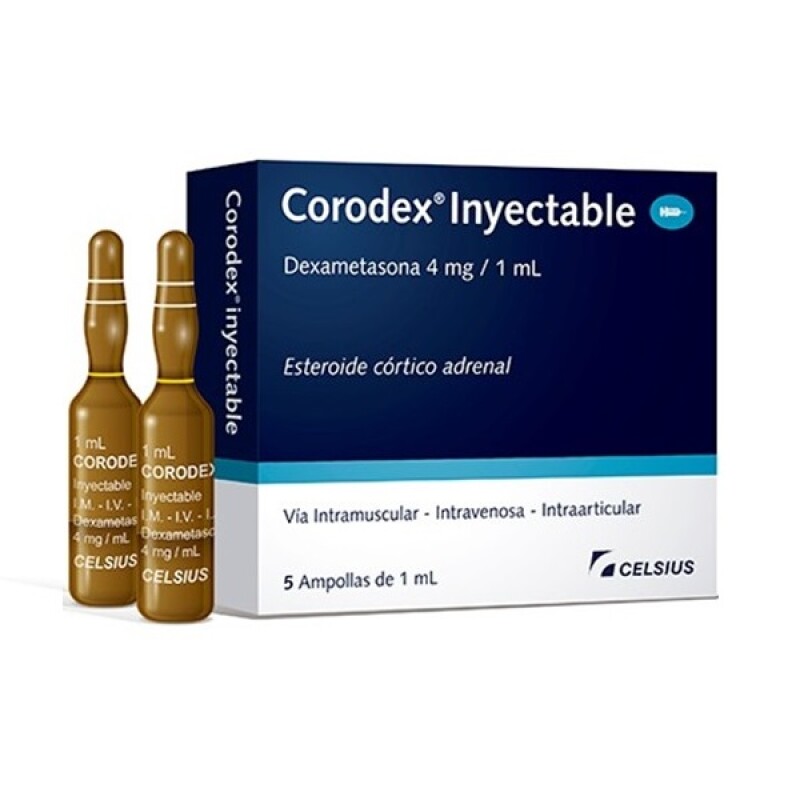 Corodex® Inyectable
Dexametasona 4 mg / 1 mL
Esteroide córtico adrenal
Vía Intramuscular - Intravenosa - Intraarticular
5 Ampollas de 1 mL
CELSIUS
Corodex® inyectable
1 mL
Inyectable
I.M. - I.V. -
4 mg / mL
CELSIUS
1 mL
CORODEX
Inyectable
I.M. - I.V. -
4 mg / mL
CELSIUS